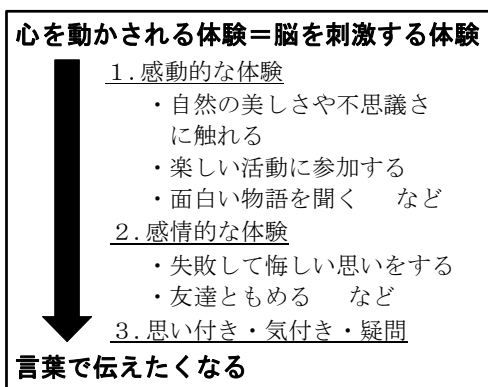 心を動かされる体験＝脳を刺激する体験
１.感動的な体験
・自然の美しさや不思議さ
に触れる
・楽しい活動に参加する
・面白い物語を聞く　など
２.感情的な体験
・失敗して悔しい思いをする
・友達ともめる　など
３.思い付き・気付き・疑問
言葉で伝えたくなる